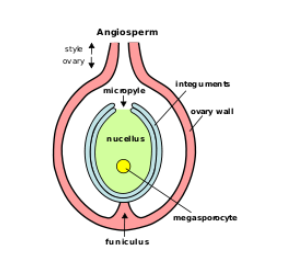 Angiosperm
style
ovary
micropyle
integuments
ovary wall
nucellus
megasporocyte
funiculus